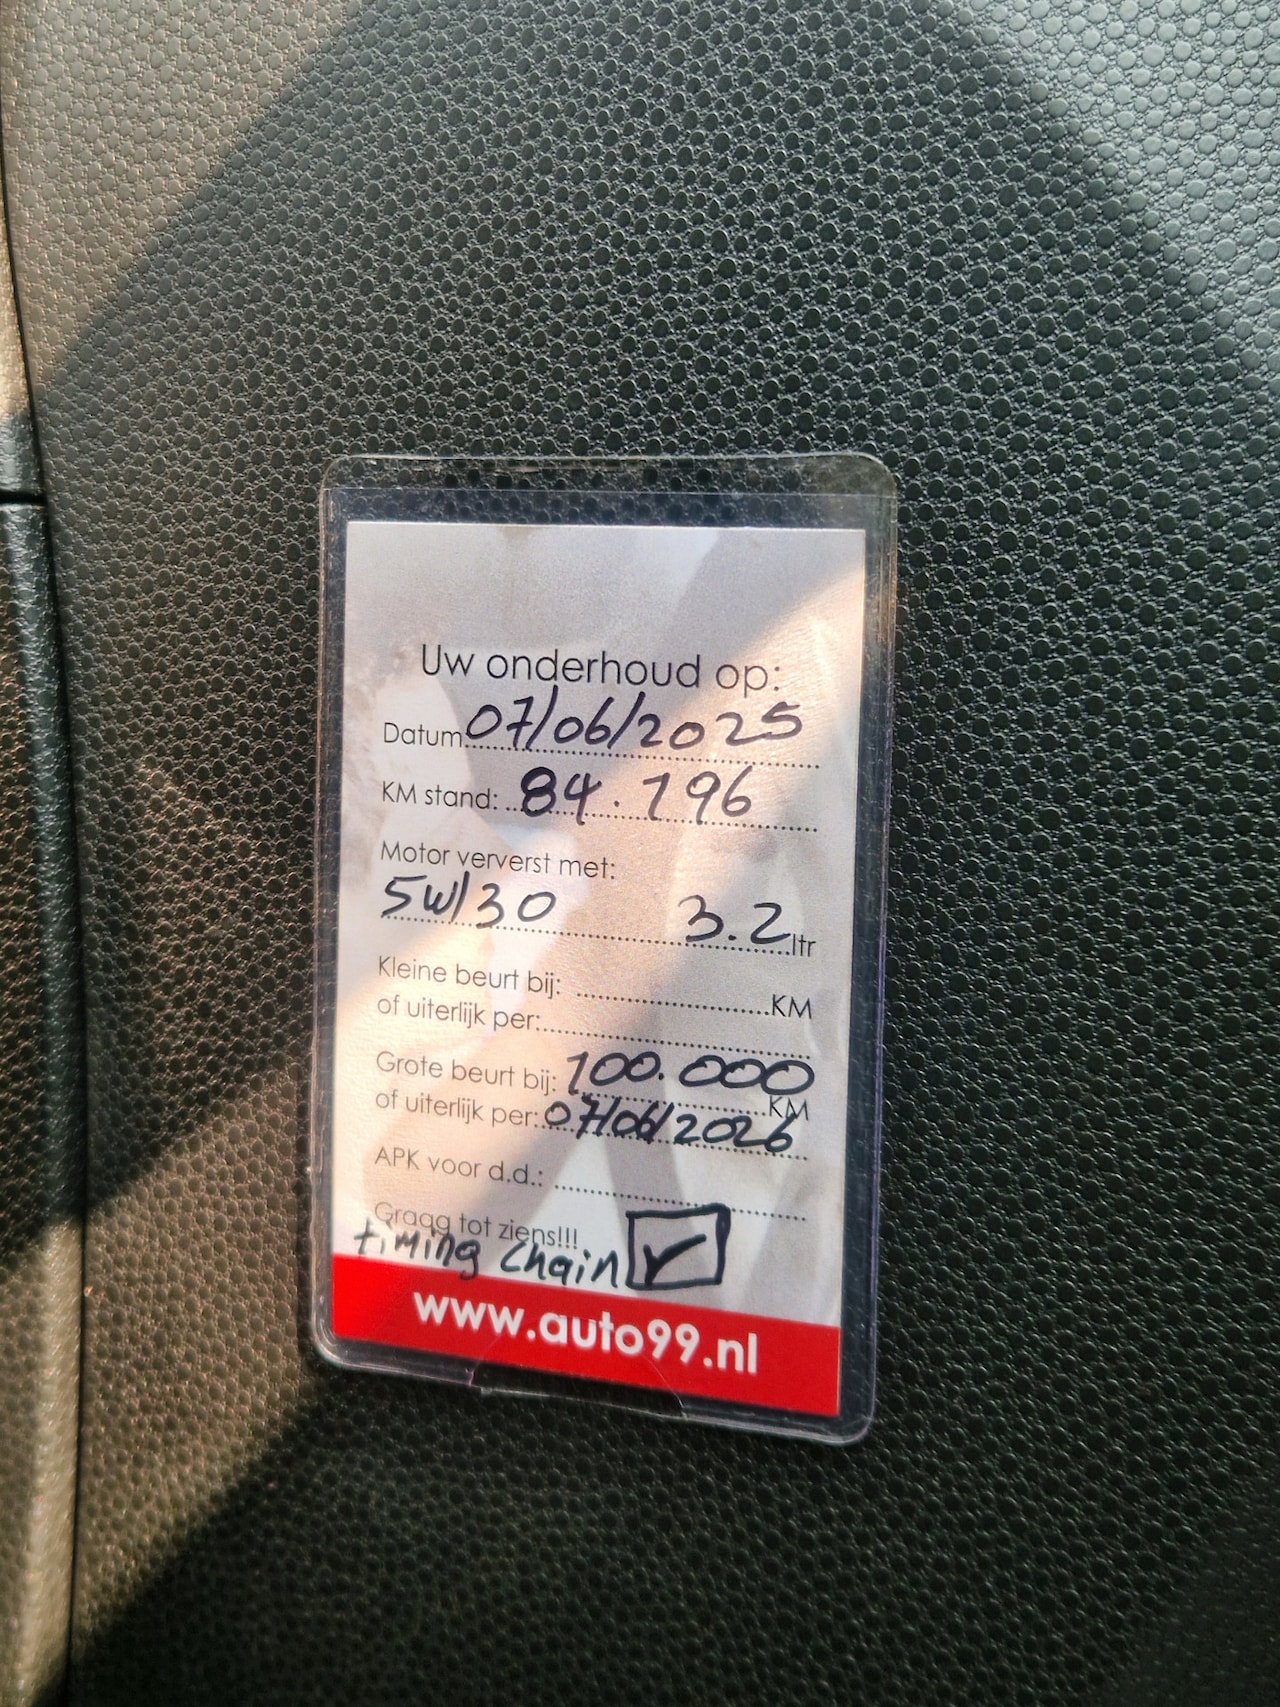 Uw onderhoud op:
Datum 07/06/2025
KM stand: 84.196
Motor ververst met:
5W/30 3.2 ltr
Kleine beurt bij: KM
of uiterlijk per:
Grote beurt bij: 100.000 KM
of uiterlijk per: 07/06/2026
APK voor d.d.:
Graag tot ziens!!!
timing chain ✓
www.auto99.nl